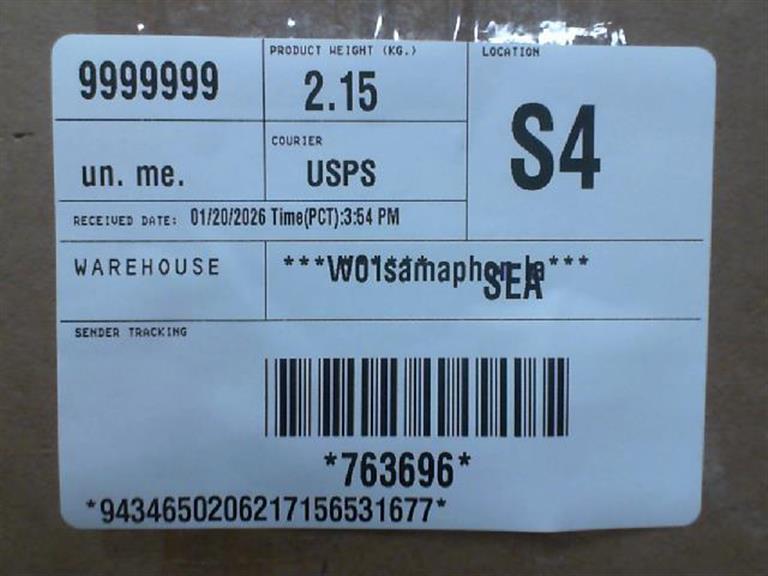 9999999
PRODUCT WEIGHT (KG.)
2.15
LOCATION
S4
un. me.
COURIER
USPS
RECEIVED DATE: 01/20/2026 Time(PCT):3:54 PM
WAREHOUSE
SEA
SENDER TRACKING
*763696*
*9434650206217156531677*